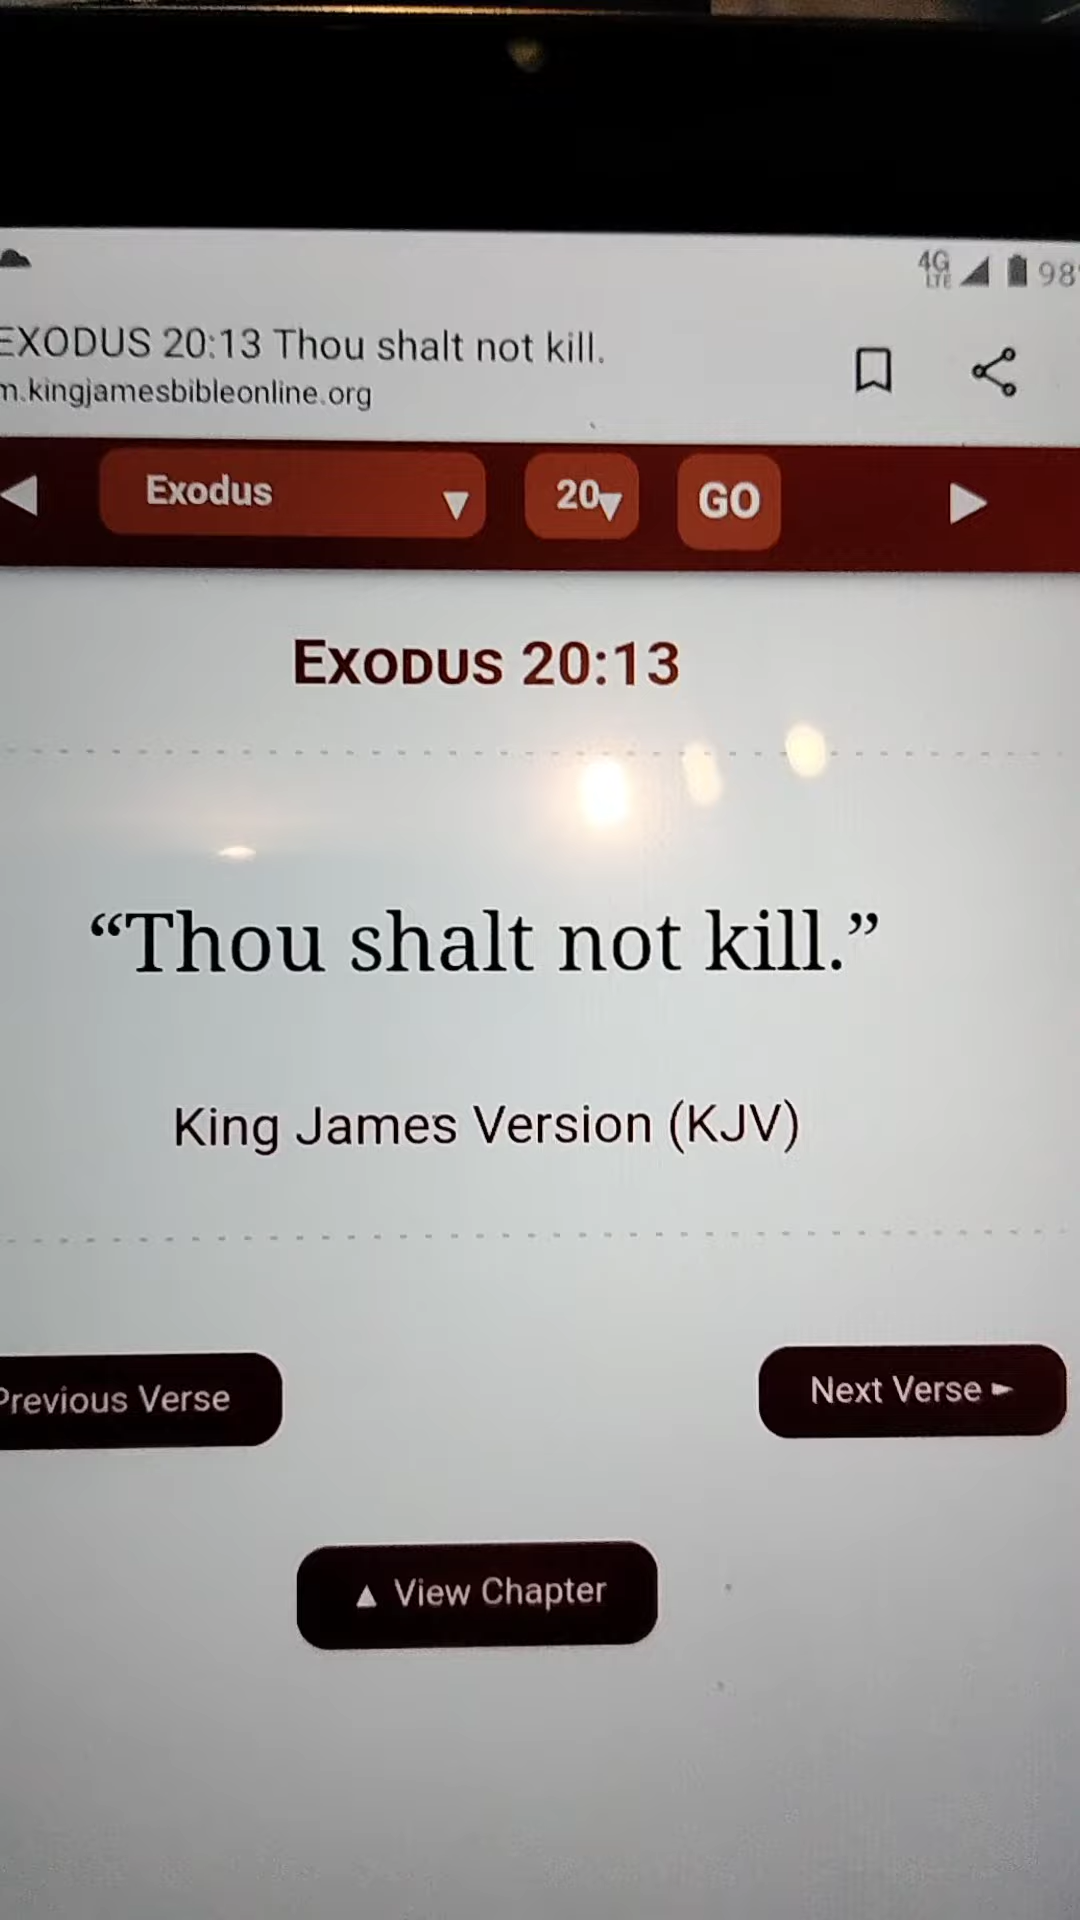 4G
LTE
98
EXODUS 20:13 Thou shalt not kill.
m.kingjamesbibleonline.org
Exodus
20
GO
EXODUS 20:13
“Thou shalt not kill.”
King James Version (KJV)
Previous Verse
Next Verse ►
▲ View Chapter